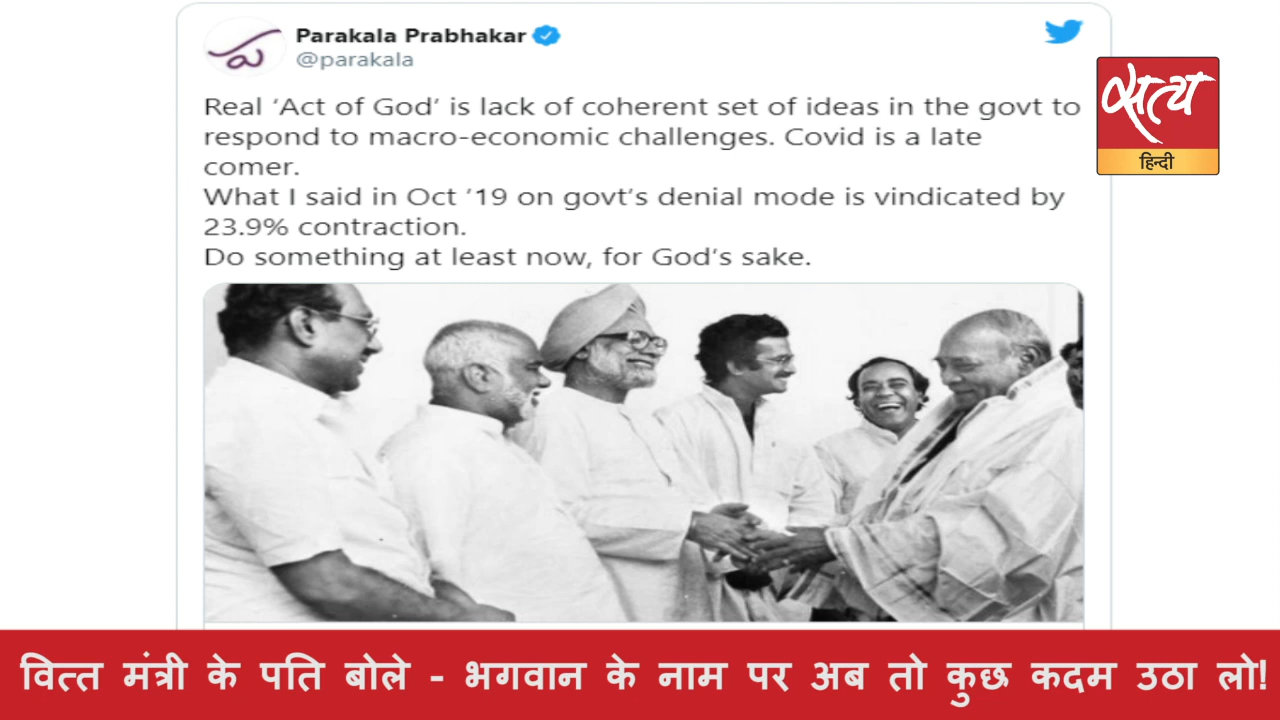 Parakala Prabhakar
@parakala
सत्य
हिन्दी
Real ‘Act of God’ is lack of coherent set of ideas in the govt to
respond to macro-economic challenges. Covid is a late
comer.
What I said in Oct ’19 on govt’s denial mode is vindicated by
23.9% contraction.
Do something at least now, for God’s sake.
वित्त मंत्री के पति बोले - भगवान के नाम पर अब तो कुछ कदम उठा लो!